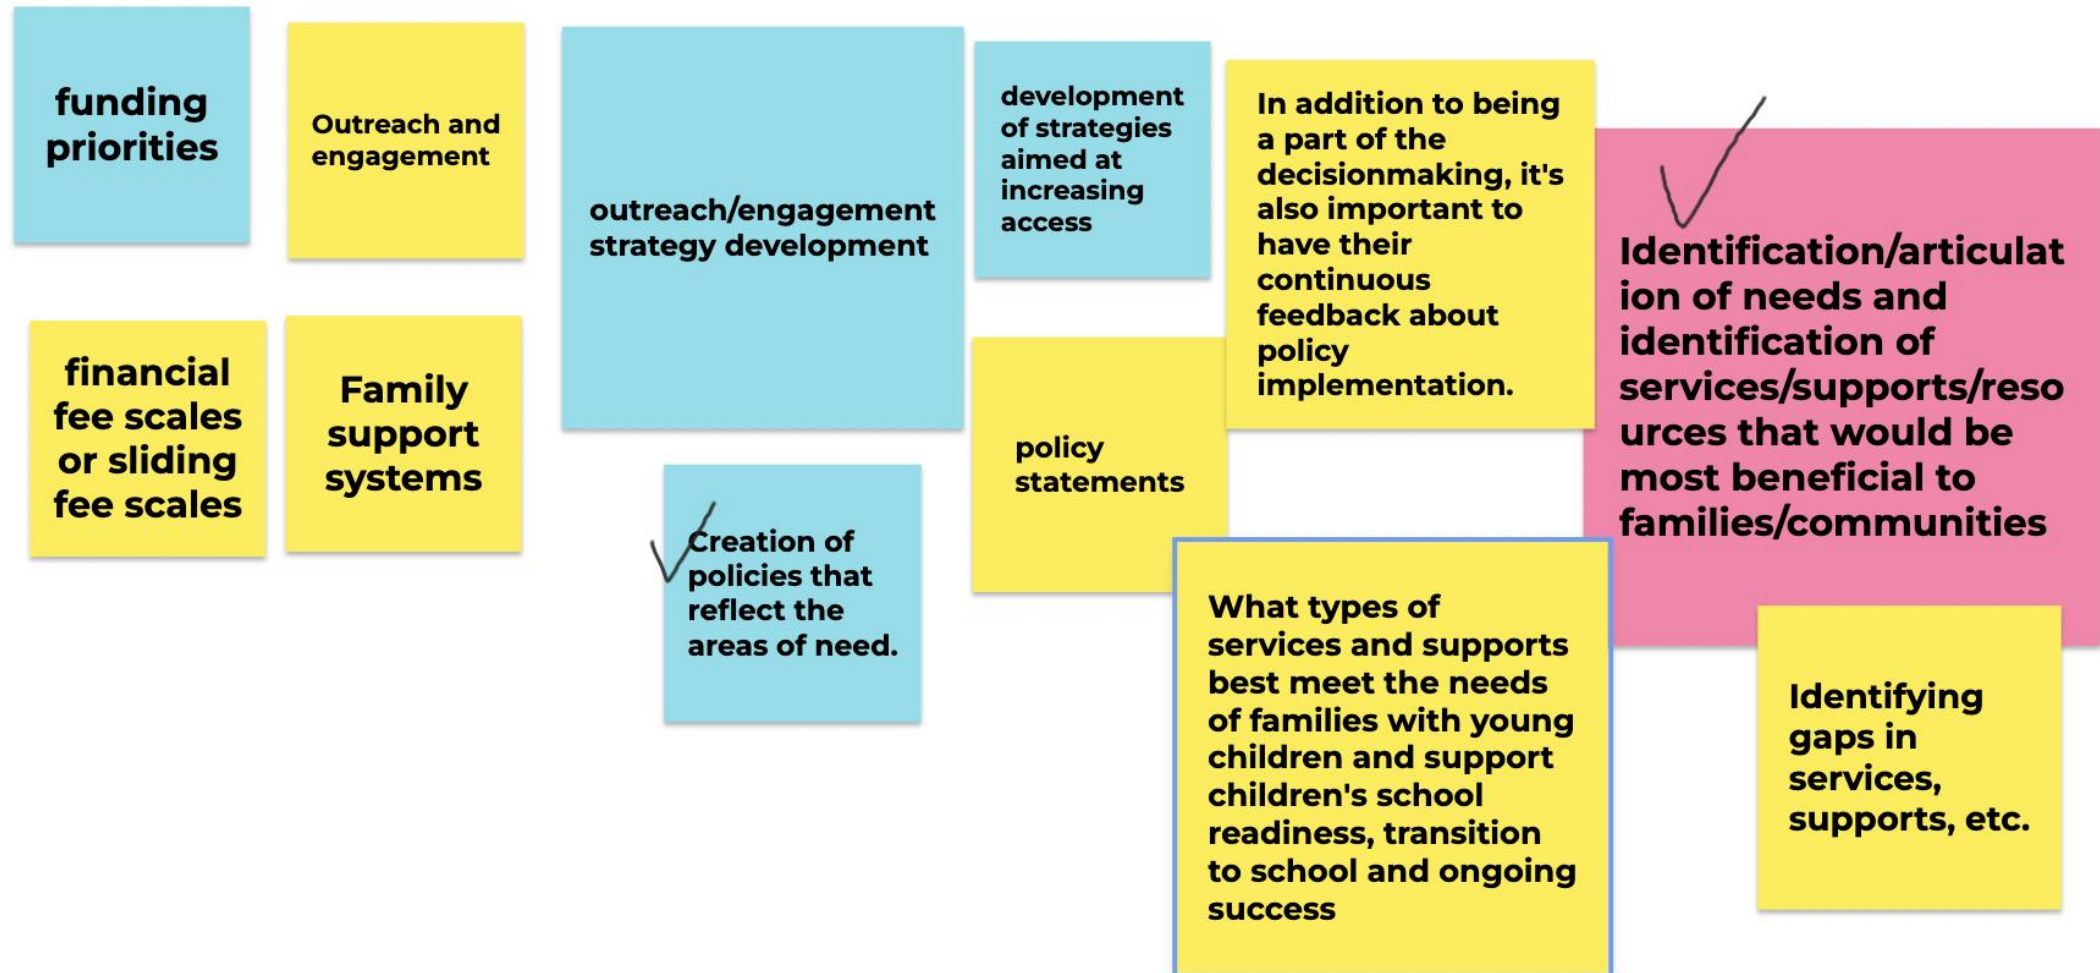 funding
priorities
Outreach and
engagement
outreach/engagement
strategy development
development
of strategies
aimed at
increasing
access
In addition to being
a part of the
decisionmaking, it's
also important to
have their
continuous
feedback about
policy
implementation.
Identification/articulat
ion of needs and
identification of
services/supports/reso
urces that would be
most beneficial to
families/communities
financial
fee scales
or sliding
fee scales
Family
support
systems
Creation of
policies that
reflect the
areas of need.
policy
statements
What types of
services and supports
best meet the needs
of families with young
children and support
children's school
readiness, transition
to school and ongoing
success
Identifying
gaps in
services,
supports, etc.